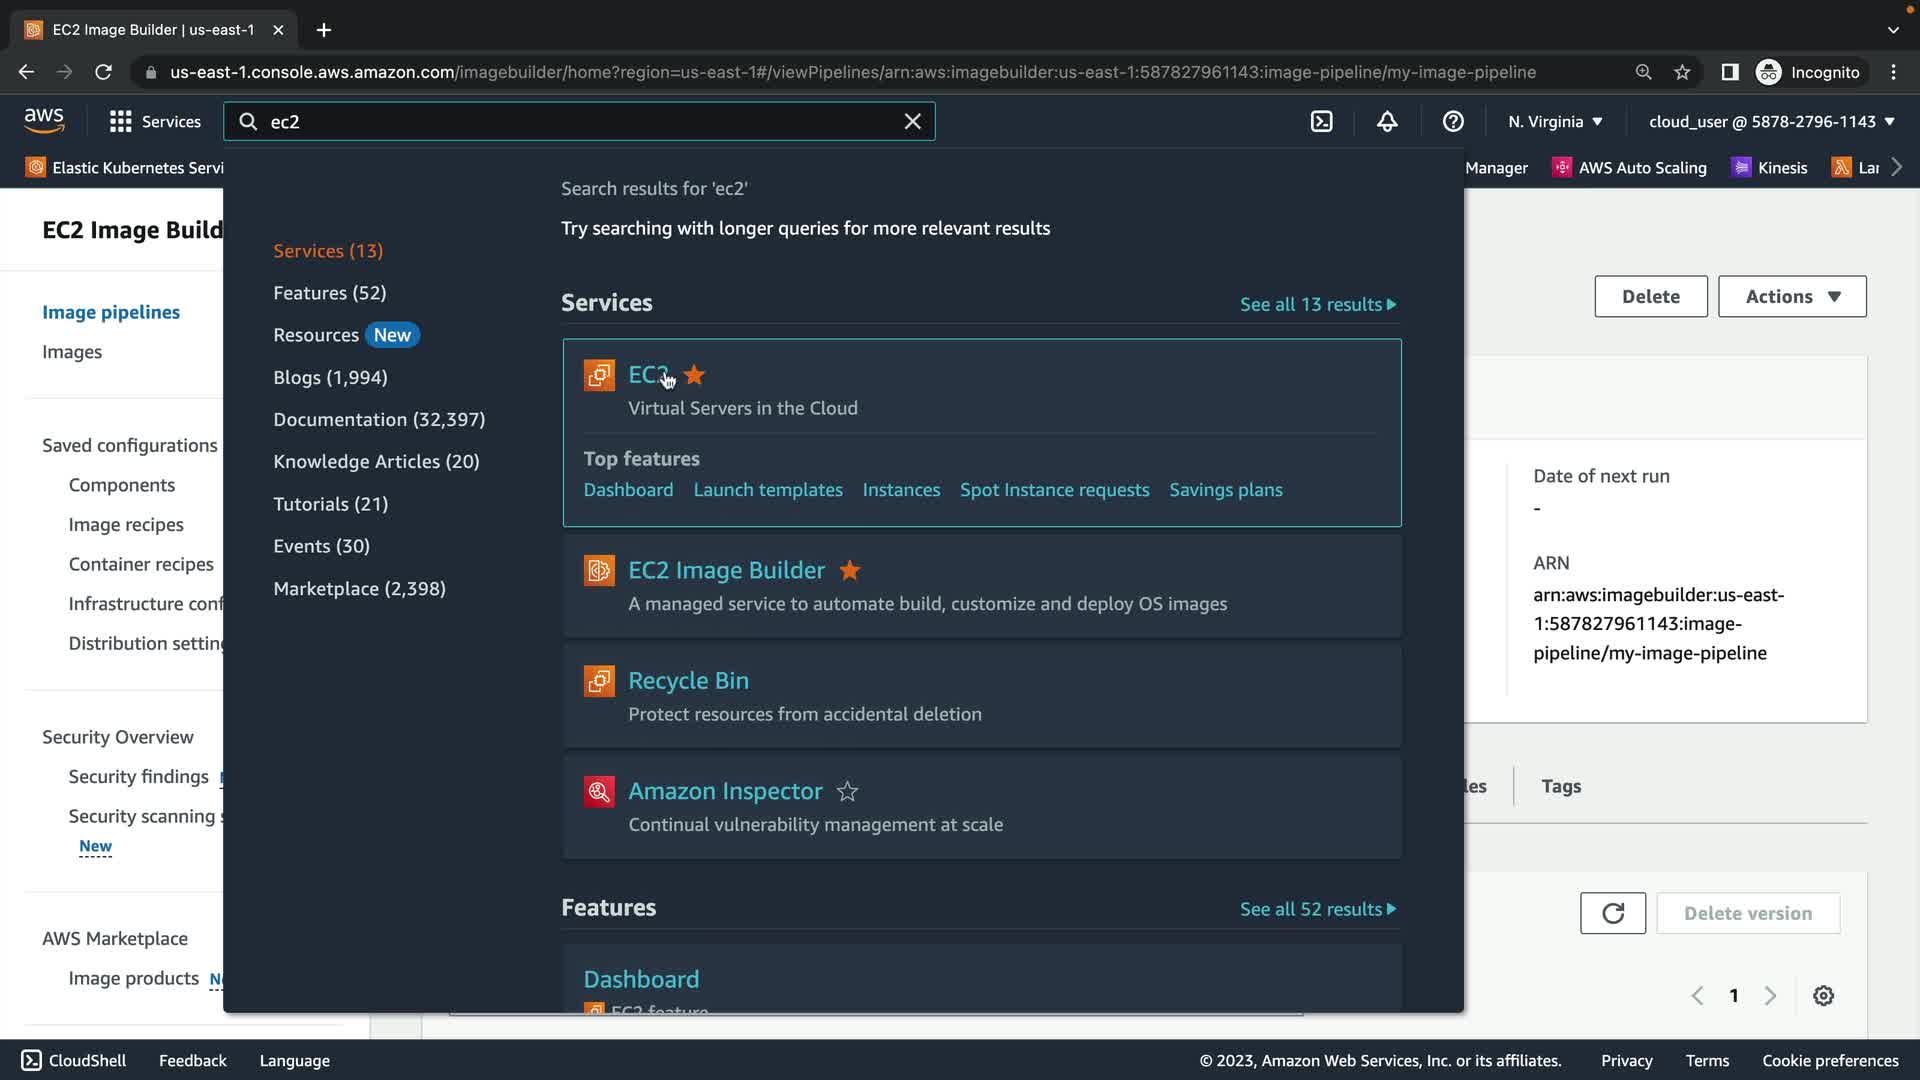 EC2 Image Builder | us-east-1
us-east-1.console.aws.amazon.com/imagebuilder/home?region=us-east-1#/viewPipelines/arn:aws:imagebuilder:us-east-1:587827961143:image-pipeline/my-image-pipeline
Incognito
aws
Services
ec2
N. Virginia
cloud_user @ 5878-2796-1143
Elastic Kubernetes Servi
Manager
AWS Auto Scaling
Kinesis
Lar
EC2 Image Build
Image pipelines
Images
Saved configurations
Components
Image recipes
Container recipes
Infrastructure conf
Distribution setting
Security Overview
Security findings
Security scanning s
New
AWS Marketplace
Image products
Services (13)
Features (52)
Resources New
Blogs (1,994)
Documentation (32,397)
Knowledge Articles (20)
Tutorials (21)
Events (30)
Marketplace (2,398)
Search results for 'ec2'
Try searching with longer queries for more relevant results
Services
See all 13 results
EC2
Virtual Servers in the Cloud
Top features
Dashboard Launch templates Instances Spot Instance requests Savings plans
EC2 Image Builder
A managed service to automate build, customize and deploy OS images
Recycle Bin
Protect resources from accidental deletion
Amazon Inspector
Continual vulnerability management at scale
Features
See all 52 results
Dashboard
EC2 feature
Delete
Actions
Date of next run
-
ARN
arn:aws:imagebuilder:us-east-
1:587827961143:image-
pipeline/my-image-pipeline
les
Tags
Delete version
1
CloudShell
Feedback
Language
© 2023, Amazon Web Services, Inc. or its affiliates.
Privacy
Terms
Cookie preferences